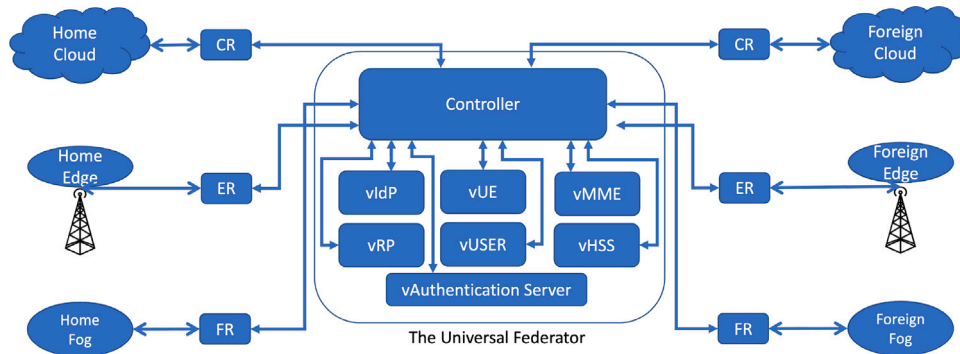 Home
Cloud
CR
CR
Foreign
Cloud
Controller
Home
Edge
ER
ER
Foreign
Edge
vIdP
vUE
vMME
vRP
vUSER
vHSS
vAuthentication Server
Home
Fog
FR
FR
Foreign
Fog
The Universal Federator